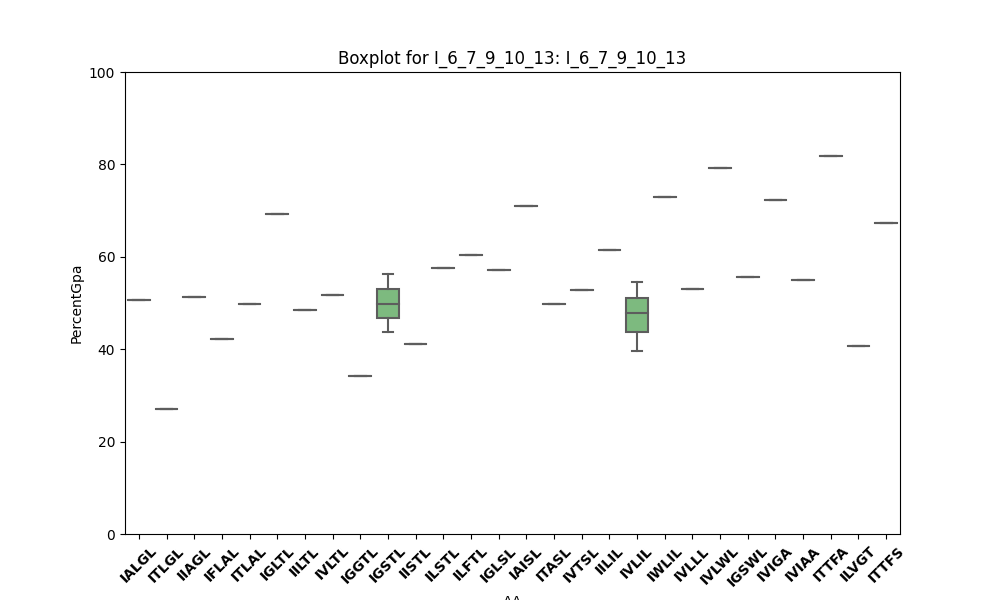 Boxplot for I_6_7_9_10_13: I_6_7_9_10_13
100
80
60
40
20
0
PercentGpa
IALGL
ITLGL
IIAGL
IFLAL
ITLAL
IGLTL
IILTL
IVLTL
IGGTL
IGSTL
IISTL
ILSTL
ILFTL
IGLSL
IAISL
ITASL
IVTSL
IILIL
IVLIL
IWLIL
IVLLL
IVLWL
IGSWL
IVIGA
IVIAA
ITTFA
ILVGT
ITTFS
AA